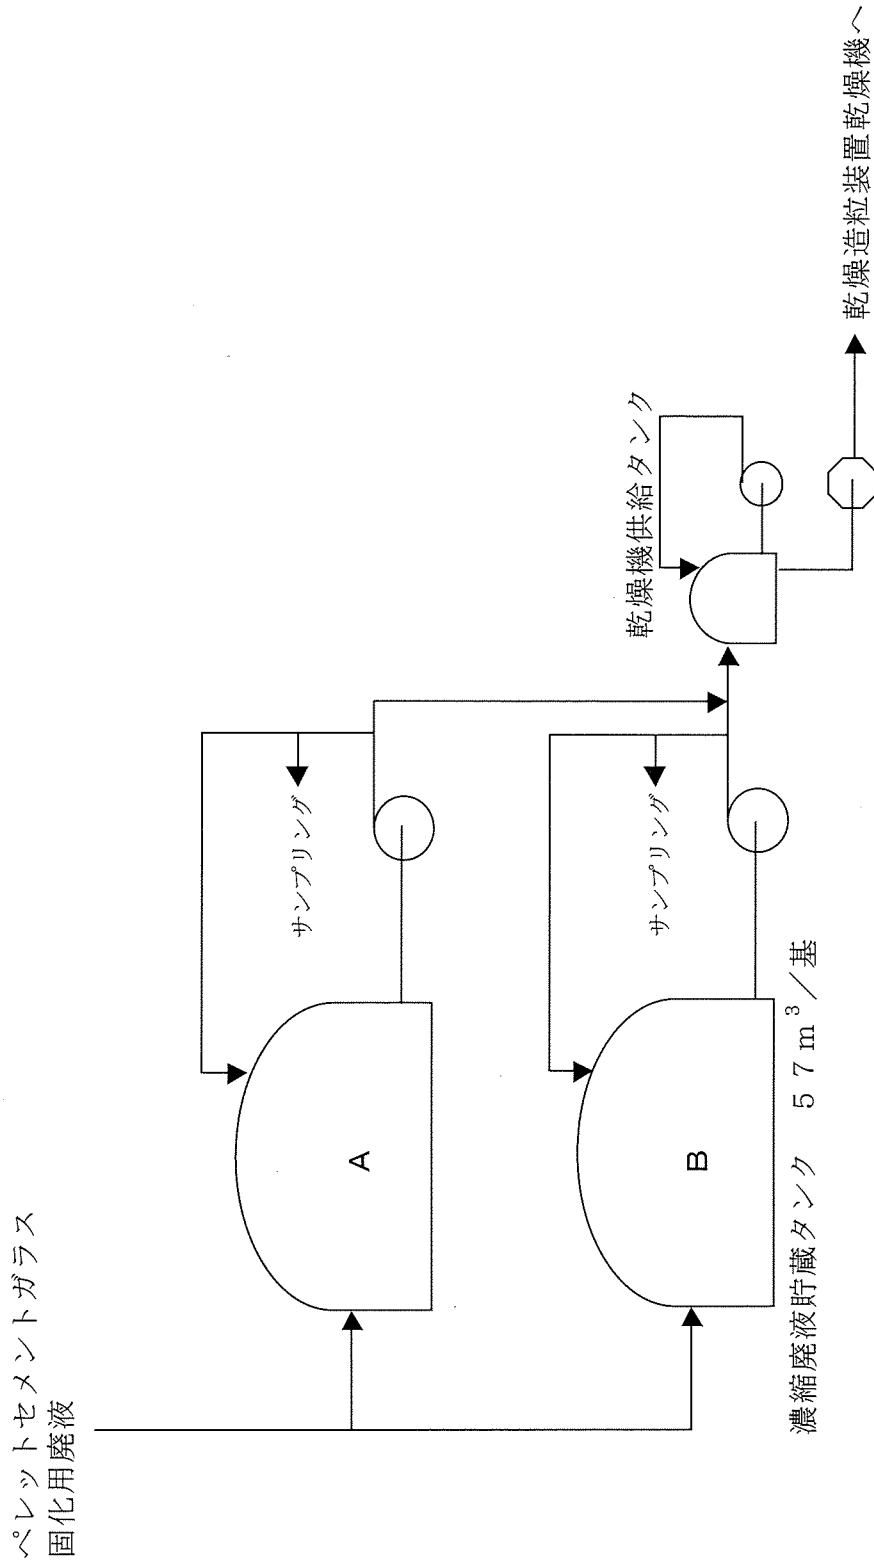 ペレットセメントガラス
固化用廃液
A
サンプリング
B
サンプリング
濃縮廃液貯蔵タンク　５７ｍ³／基
乾燥機供給タンク
乾燥造粒装置乾燥機へ